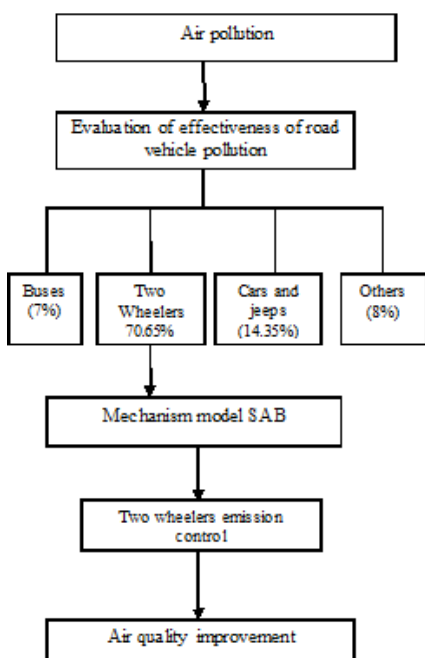 Air pollution
Evaluation of effectiveness of road
vehicle pollution
Buses
(7%)
Two
Wheelers
70.65%
Cars and
jeeps
(14.35%)
Others
(8%)
Mechanism model SAB
Two wheelers emission
control
Air quality improvement